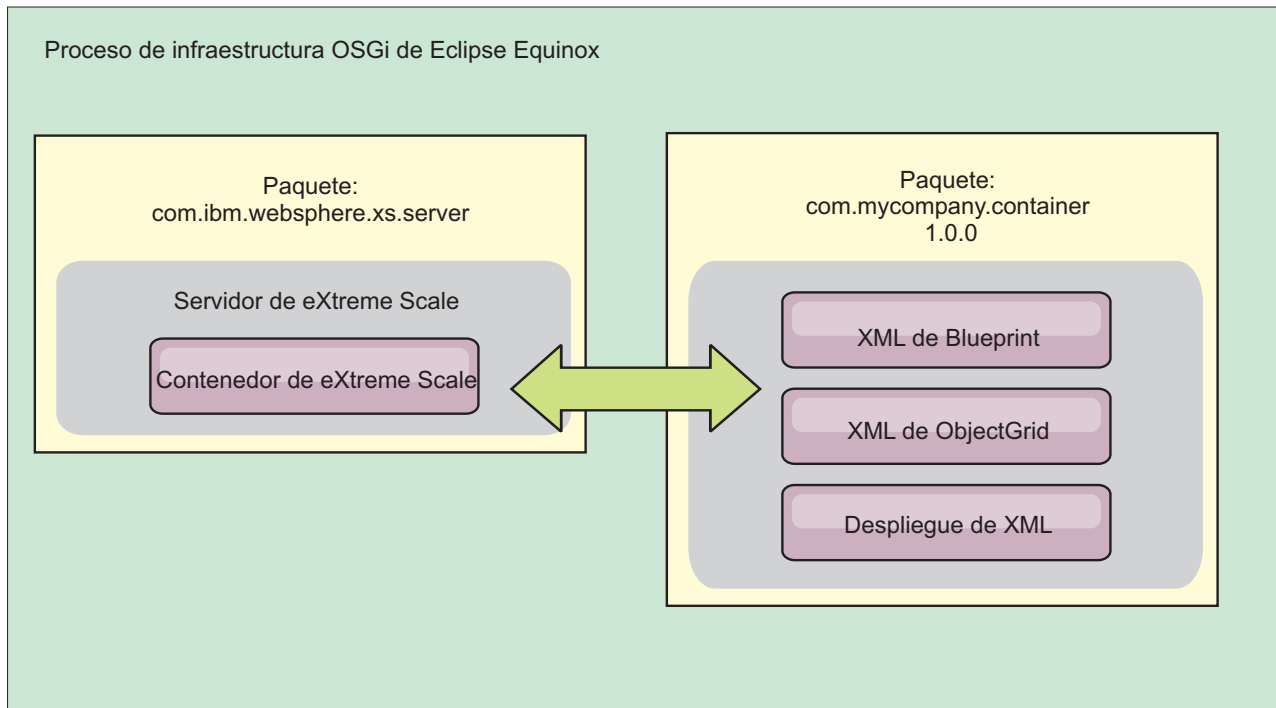 Proceso de infraestructura OSGi de Eclipse Equinox
Paquete:
com.ibm.websphere.xs.server
Servidor de eXtreme Scale
Contenedor de eXtreme Scale
Paquete:
com.mycompany.container
1.0.0
XML de Blueprint
XML de ObjectGrid
Despliegue de XML